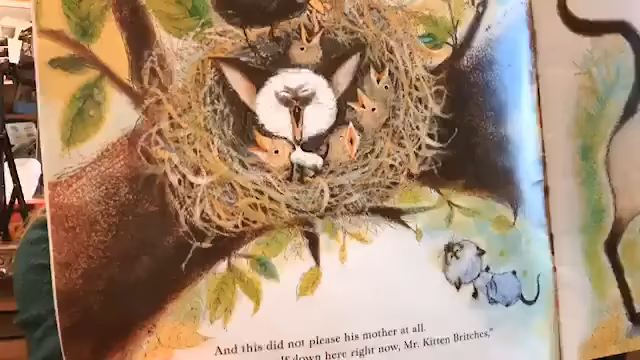 And this did not please his mother at all.
down here right now, Mr. Kitten Britches,"